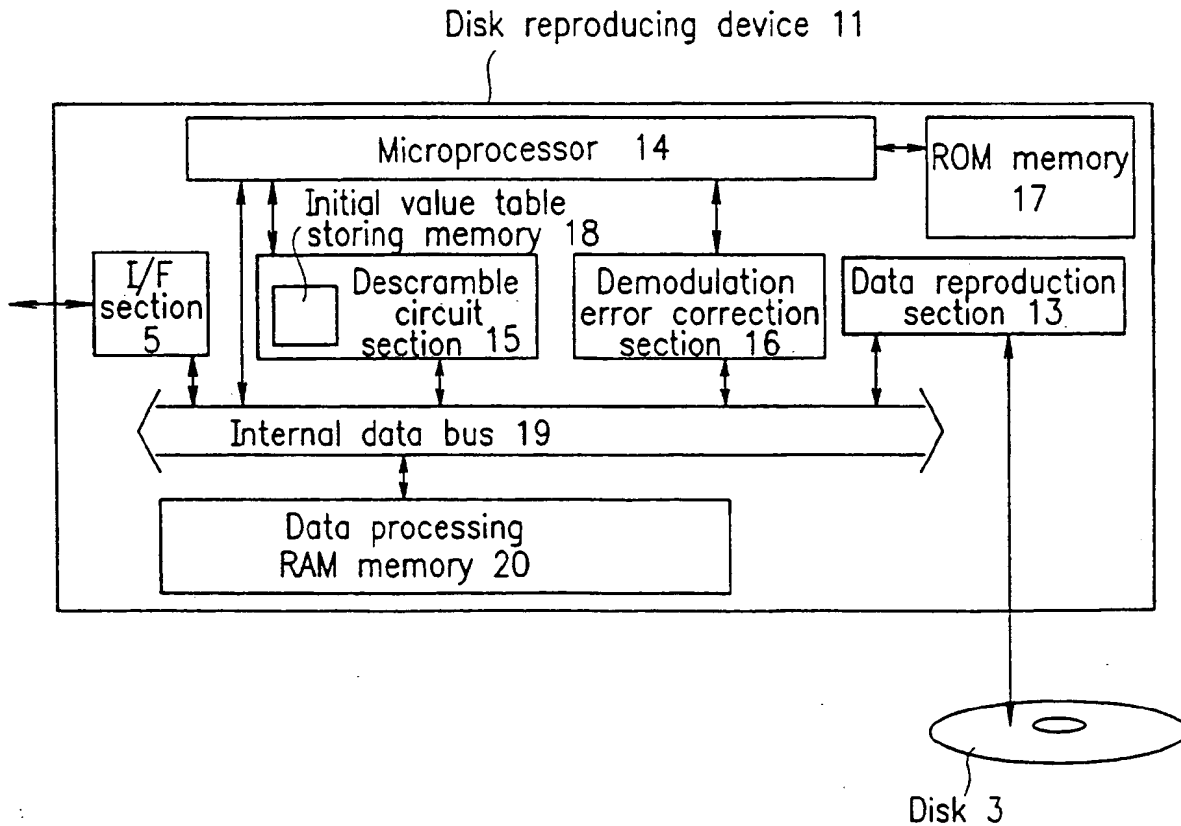 Disk reproducing device 11
Microprocessor 14
ROM memory
17
Initial value table
storing memory 18
I/F
section
5
Descramble
circuit
section 15
Demodulation
error correction
section 16
Data reproduction
section 13
Internal data bus 19
Data processing
RAM memory 20
Disk 3